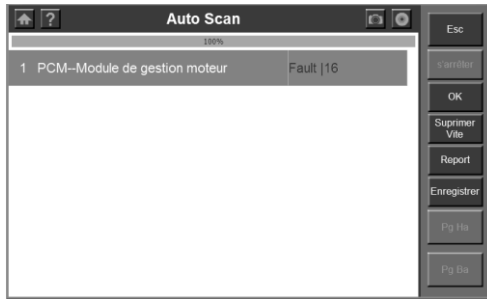 ?
Auto Scan
100%
1 PCM--Module de gestion moteur Fault |16
Esc
s'arrêter
OK
Suprimer
Vite
Report
Enregistrer
Pg Ha
Pg Ba